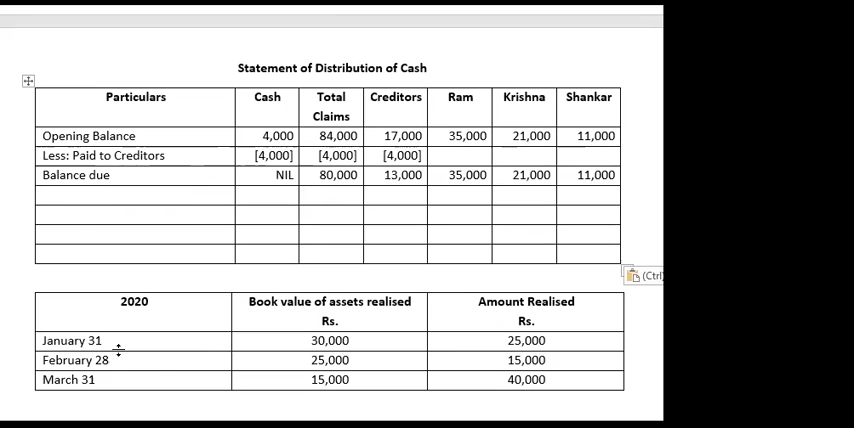 Statement of Distribution of Cash
Particulars Cash Total Claims Creditors Ram Krishna Shankar
Opening Balance 4,000 84,000 17,000 35,000 21,000 11,000
Less: Paid to Creditors [4,000] [4,000] [4,000]
Balance due NIL 80,000 13,000 35,000 21,000 11,000
(Ctrl)
2020 Book value of assets realised Rs. Amount Realised Rs.
January 31 30,000 25,000
February 28 25,000 15,000
March 31 15,000 40,000